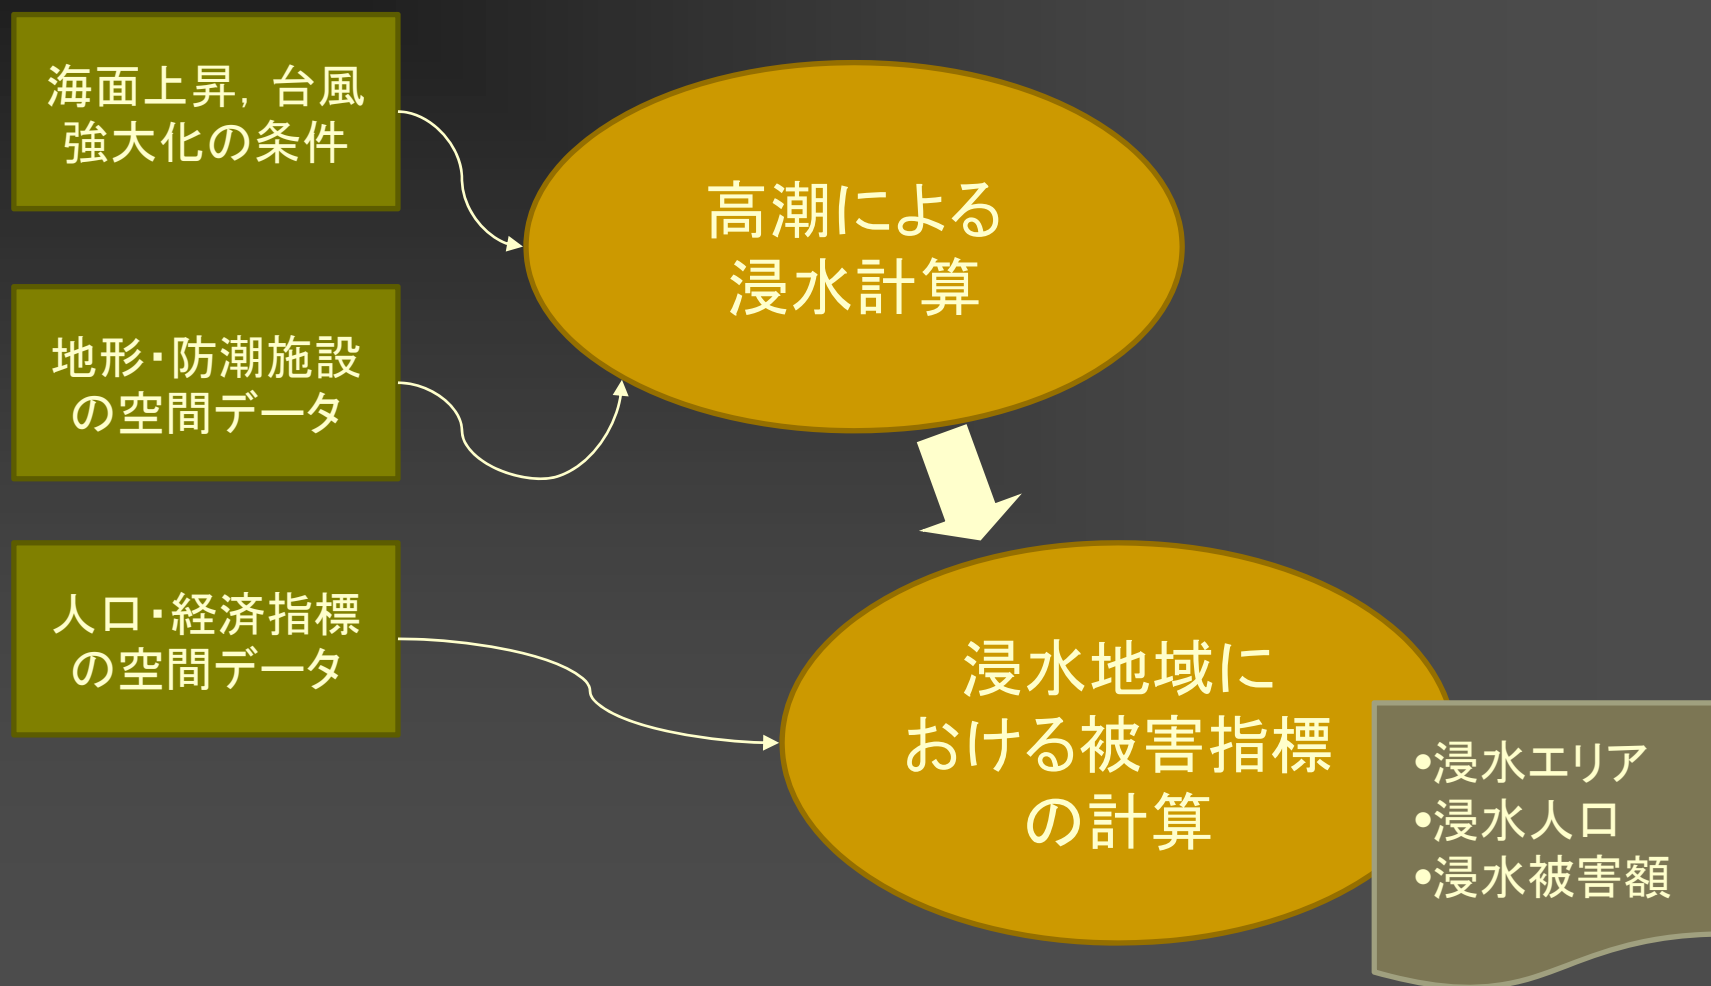 海面上昇，台風
強大化の条件
高潮による
浸水計算
地形・防潮施設
の空間データ
人口・経済指標
の空間データ
浸水地域に
おける被害指標
の計算
•浸水エリア
•浸水人口
•浸水被害額